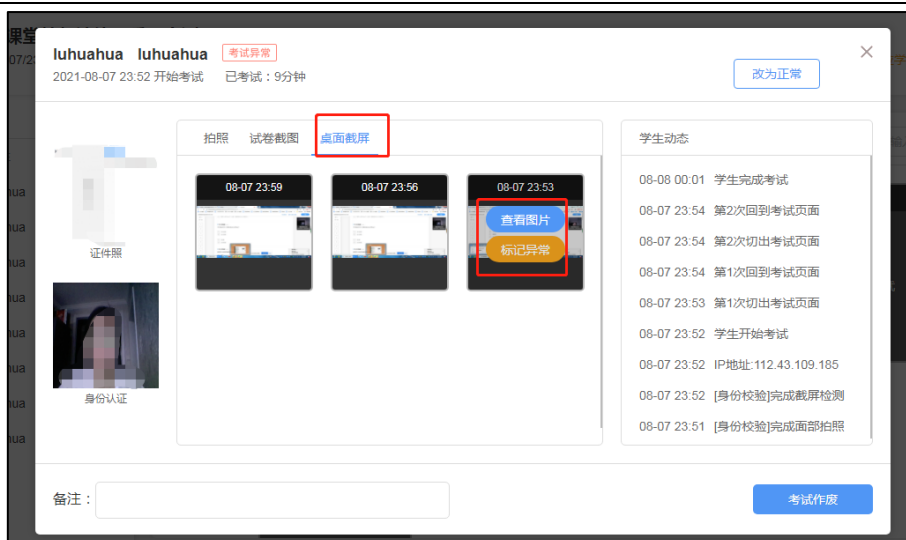 课堂
07/2
luhuahua luhuahua 考试异常
2021-08-07 23:52 开始考试 已考试：9分钟
改为正常
拍照 试卷截图 桌面截屏
08-07 23:59 08-07 23:56 08-07 23:53
查看图片
标记异常
证件照
身份认证
学生动态
08-08 00:01 学生完成考试
08-07 23:54 第2次回到考试页面
08-07 23:54 第2次切出考试页面
08-07 23:54 第1次回到考试页面
08-07 23:53 第1次切出考试页面
08-07 23:52 学生开始考试
08-07 23:52 IP地址:112.43.109.185
08-07 23:52 [身份校验]完成截屏检测
08-07 23:51 [身份校验]完成面部拍照
备注：
考试作废